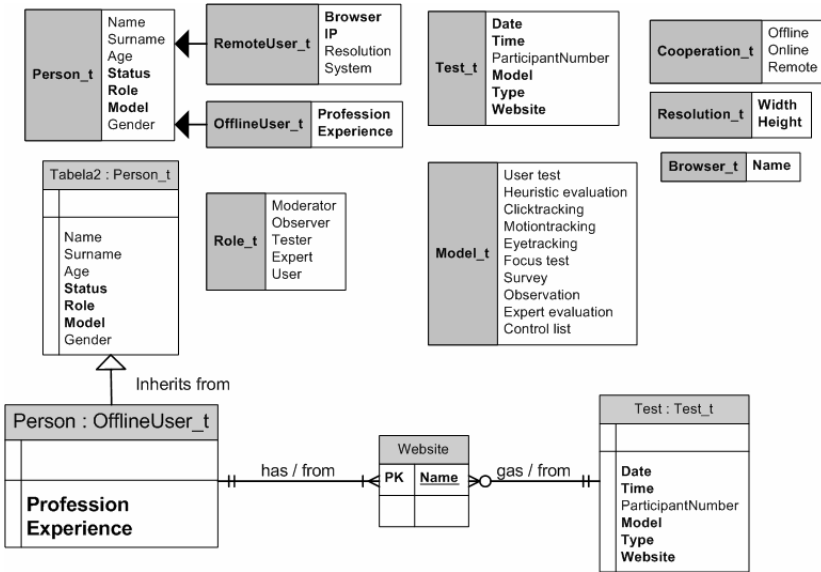 Person_t
Name
Surname
Age
Status
Role
Model
Gender
RemoteUser_t
Browser
IP
Resolution
System
OfflineUser_t
Profession
Experience
Test_t
Date
Time
ParticipantNumber
Model
Type
Website
Cooperation_t
Offline
Online
Remote
Resolution_t
Width
Height
Browser_t
Name
Tabela2 : Person_t
Name
Surname
Age
Status
Role
Model
Gender
Role_t
Moderator
Observer
Tester
Expert
User
Model_t
User test
Heuristic evaluation
Clicktracking
Motiontracking
Eyetracking
Focus test
Survey
Observation
Expert evaluation
Control list
Inherits from
Person : OfflineUser_t
Profession
Experience
has / from
Website
PK
Name
gas / from
Test : Test_t
Date
Time
ParticipantNumber
Model
Type
Website